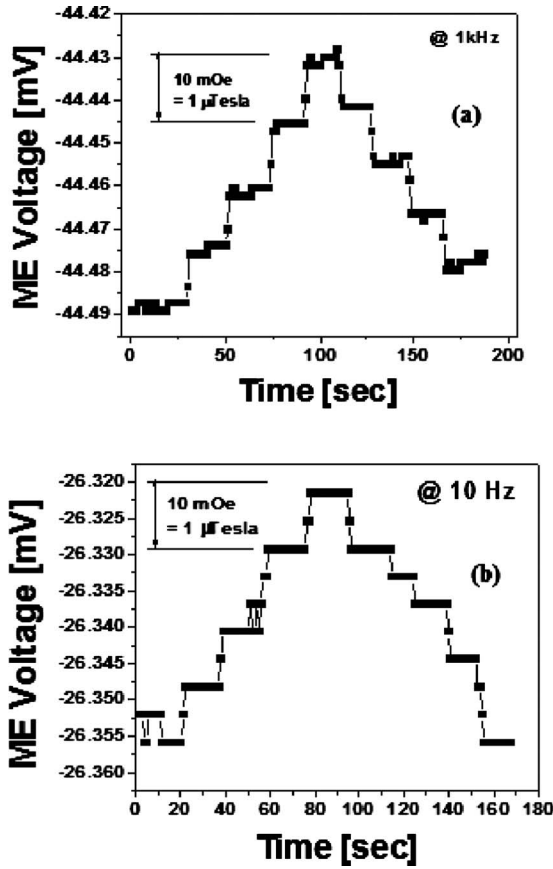 -44.42
-44.43
-44.44
-44.45
-44.46
-44.47
-44.48
-44.49
ME Voltage [mV]
@ 1kHz
10 mOe
= 1 µTesla
(a)
0 50 100 150 200
Time [sec]
-26.320
-26.325
-26.330
-26.335
-26.340
-26.350
-26.355
-26.360
ME Voltage [mV]
@ 10 Hz
10 mOe
= 1 µTesla
(b)
0 20 40 60 80 100 120 140 160 180
Time [sec]